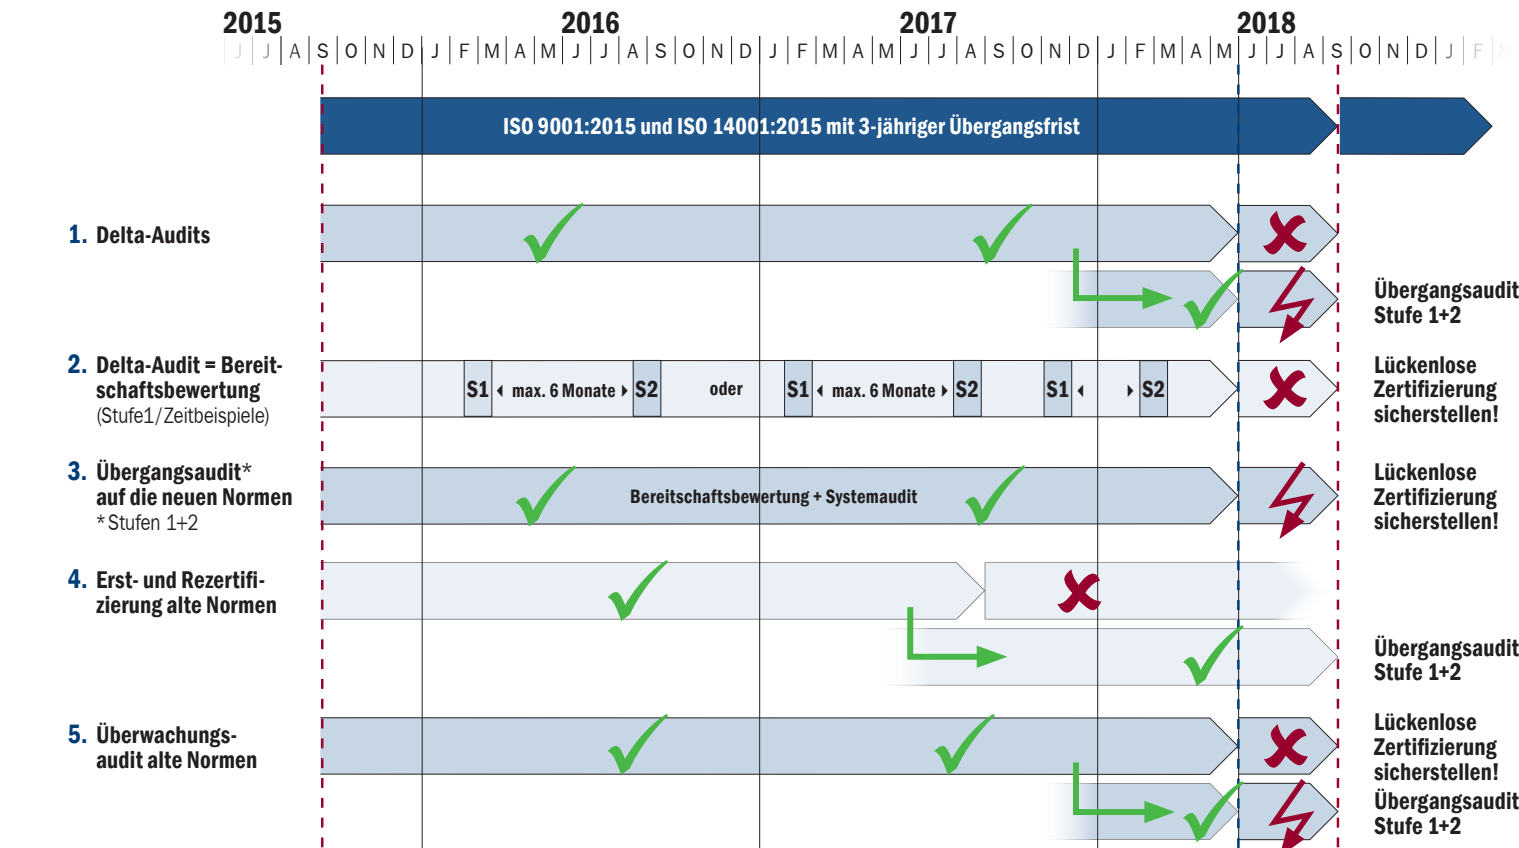 2015 2016 2017 2018
J J A S O N D J F M A M J J A S O N D J F M A M J J A S O N D J F M A M J J A S O N D J F M
ISO 9001:2015 und ISO 14001:2015 mit 3-jähriger Übergangsfrist
1. Delta-Audits
Übergangsaudit
Stufe 1+2
2. Delta-Audit = Bereit-
schaftsbewertung
(Stufe1/Zeitbeispiele)
S1 max. 6 Monate S2 oder S1 max. 6 Monate S2 S1 S2
Lückenlose
Zertifizierung
sicherstellen!
3. Übergangsaudit*
auf die neuen Normen
*Stufen 1+2
Bereitschaftsbewertung + Systemaudit
Lückenlose
Zertifizierung
sicherstellen!
4. Erst- und Rezertifi-
zierung alte Normen
Übergangsaudit
Stufe 1+2
5. Überwachungs-
audit alte Normen
Lückenlose
Zertifizierung
sicherstellen!
Übergangsaudit
Stufe 1+2